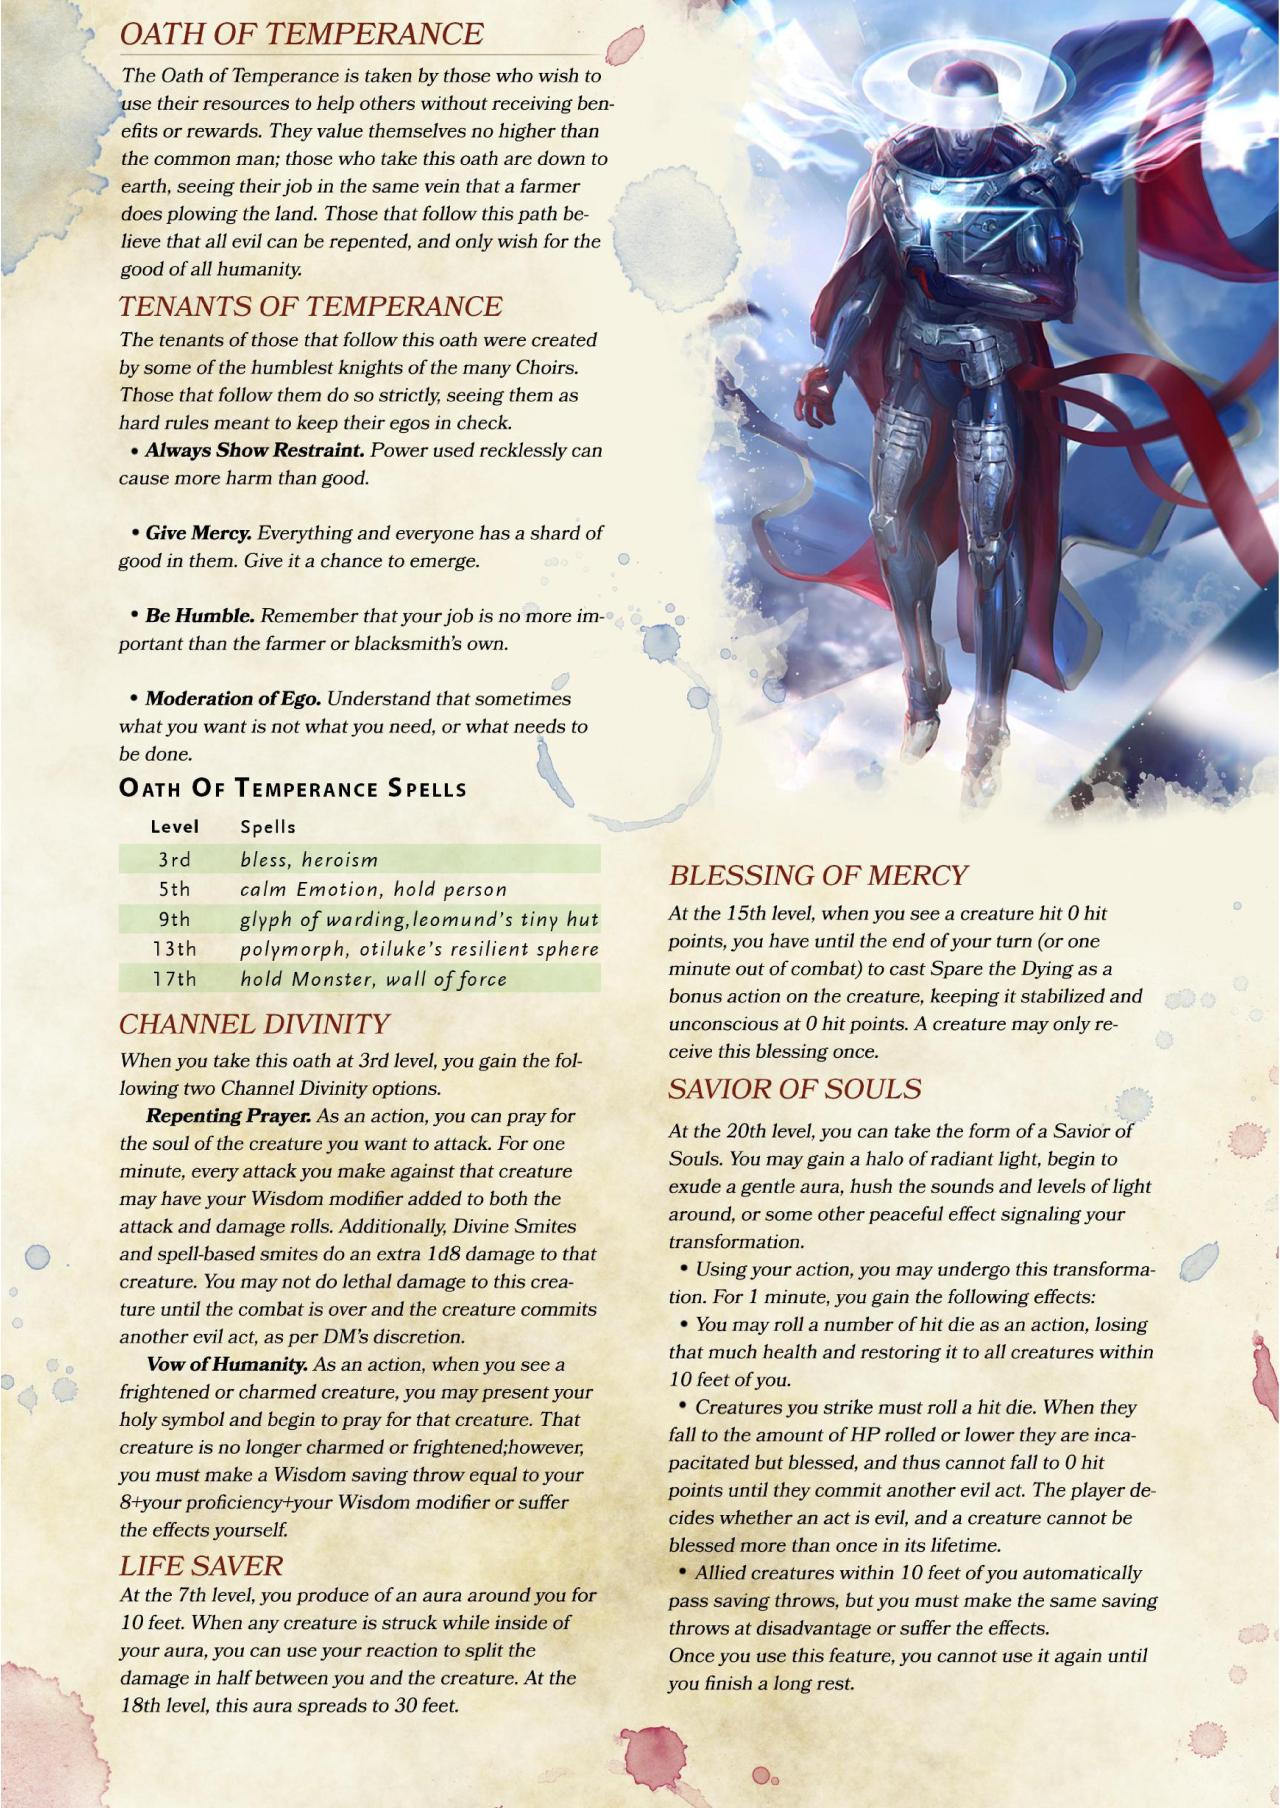 OATH OF TEMPERANCE
The Oath of Temperance is taken by those who wish to
use their resources to help others without receiving ben-
efits or rewards. They value themselves no higher than
the common man; those who take this oath are down to
earth, seeing their job in the same vein that a farmer
does plowing the land. Those that follow this path be-
lieve that all evil can be repented, and only wish for the
good of all humanity.
TENANTS OF TEMPERANCE
The tenants of those that follow this oath were created
by some of the humblest knights of the many Choirs.
Those that follow them do so strictly, seeing them as
hard rules meant to keep their egos in check.
• Always Show Restraint. Power used recklessly can
cause more harm than good.
• Give Mercy. Everything and everyone has a shard of
good in them. Give it a chance to emerge.
• Be Humble. Remember that your job is no more im-
portant than the farmer or blacksmith's own.
• Moderation of Ego. Understand that sometimes
what you want is not what you need, or what needs to
be done.
OATH OF TEMPERANCE SPELLS
Level Spells
3rd bless, heroism
5th calm Emotion, hold person
9th glyph of warding,leomund's tiny hut
13th polymorph, otiluke's resilient sphere
17th hold Monster, wall of force
CHANNEL DIVINITY
When you take this oath at 3rd level, you gain the fol-
lowing two Channel Divinity options.
Repenting Prayer. As an action, you can pray for
the soul of the creature you want to attack. For one
minute, every attack you make against that creature
may have your Wisdom modifier added to both the
attack and damage rolls. Additionally, Divine Smites
and spell-based smites do an extra 1d8 damage to that
creature. You may not do lethal damage to this crea-
ture until the combat is over and the creature commits
another evil act, as per DM's discretion.
Vow of Humanity. As an action, when you see a
frightened or charmed creature, you may present your
holy symbol and begin to pray for that creature. That
creature is no longer charmed or frightened;however,
you must make a Wisdom saving throw equal to your
8+your proficiency+your Wisdom modifier or suffer
the effects yourself.
LIFE SAVER
At the 7th level, you produce of an aura around you for
10 feet. When any creature is struck while inside of
your aura, you can use your reaction to split the
damage in half between you and the creature. At the
18th level, this aura spreads to 30 feet.
BLESSING OF MERCY
At the 15th level, when you see a creature hit 0 hit
points, you have until the end of your turn (or one
minute out of combat) to cast Spare the Dying as a
bonus action on the creature, keeping it stabilized and
unconscious at 0 hit points. A creature may only re-
ceive this blessing once.
SAVIOR OF SOULS
At the 20th level, you can take the form of a Savior of
Souls. You may gain a halo of radiant light, begin to
exude a gentle aura, hush the sounds and levels of light
around, or some other peaceful effect signaling your
transformation.
• Using your action, you may undergo this transforma-
tion. For 1 minute, you gain the following effects:
• You may roll a number of hit die as an action, losing
that much health and restoring it to all creatures within
10 feet of you.
• Creatures you strike must roll a hit die. When they
fall to the amount of HP rolled or lower they are inca-
pacitated but blessed, and thus cannot fall to 0 hit
points until they commit another evil act. The player de-
cides whether an act is evil, and a creature cannot be
blessed more than once in its lifetime.
• Allied creatures within 10 feet of you automatically
pass saving throws, but you must make the same saving
throws at disadvantage or suffer the effects.
Once you use this feature, you cannot use it again until
you finish a long rest.